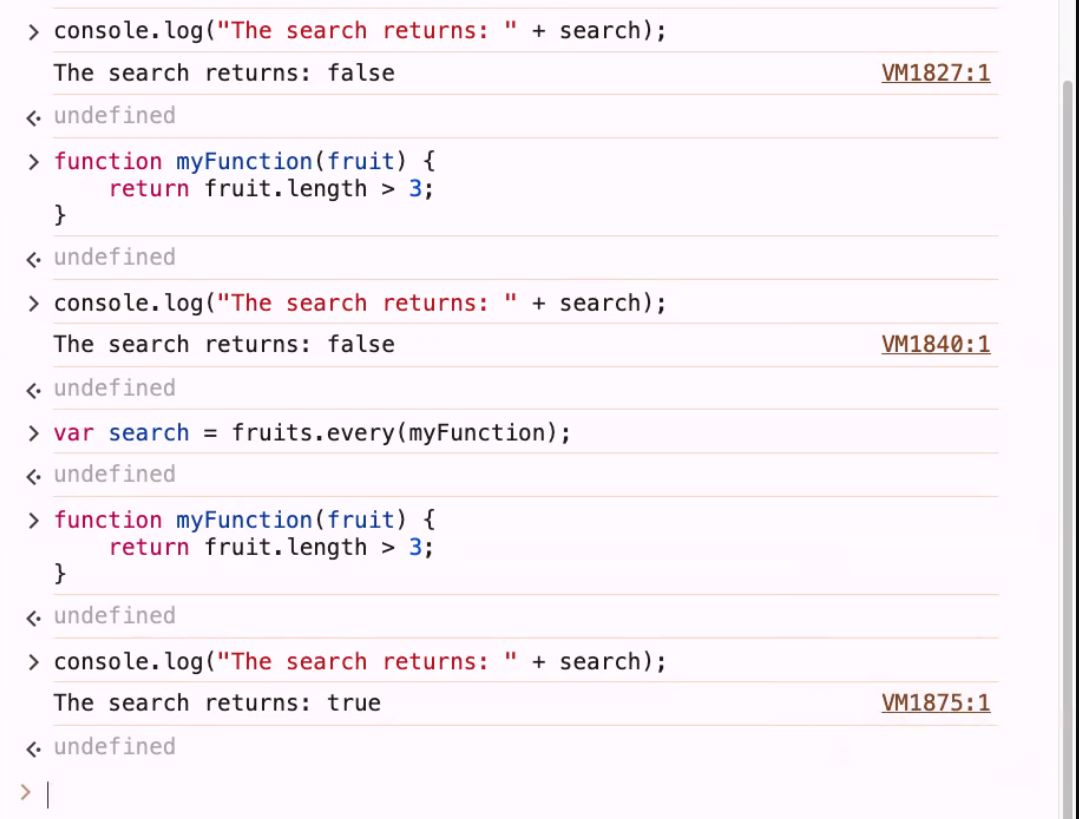 > console.log("The search returns: " + search);
The search returns: false VM1827:1
undefined
> function myFunction(fruit) {
    return fruit.length > 3;
}
undefined
> console.log("The search returns: " + search);
The search returns: false VM1840:1
undefined
> var search = fruits.every(myFunction);
undefined
> function myFunction(fruit) {
    return fruit.length > 3;
}
undefined
> console.log("The search returns: " + search);
The search returns: true VM1875:1
undefined
>